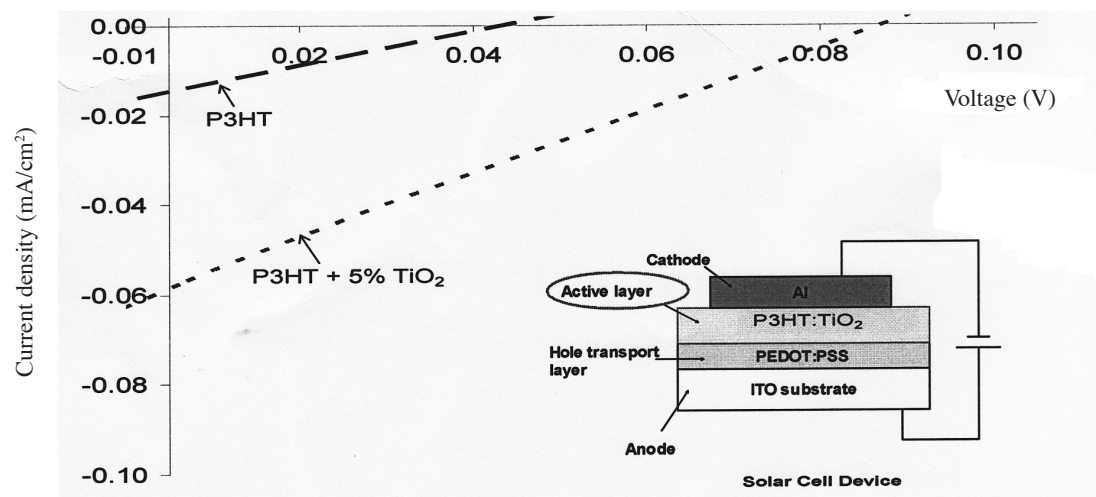 0.00
-0.01
0.02
0.04
0.06
0.08
0.10
Voltage (V)
P3HT
-0.02
Current density (mA/cm²)
-0.04
P3HT + 5% TiO₂
-0.06
-0.08
-0.10
Cathode
Active layer
Al
P3HT:TiO₂
Hole transport
layer
PEDOT:PSS
ITO substrate
Anode
Solar Cell Device